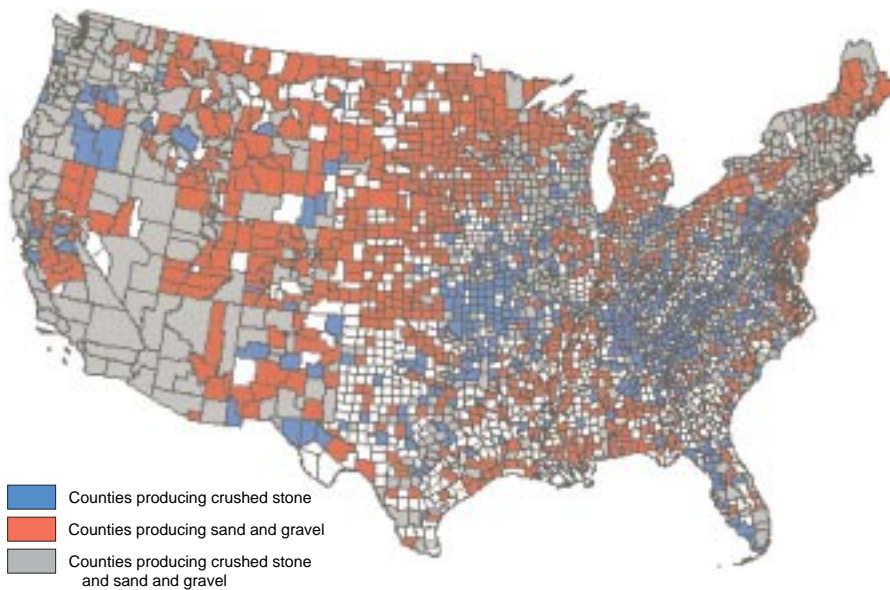 Counties producing crushed stone
Counties producing sand and gravel
Counties producing crushed stone
and sand and gravel